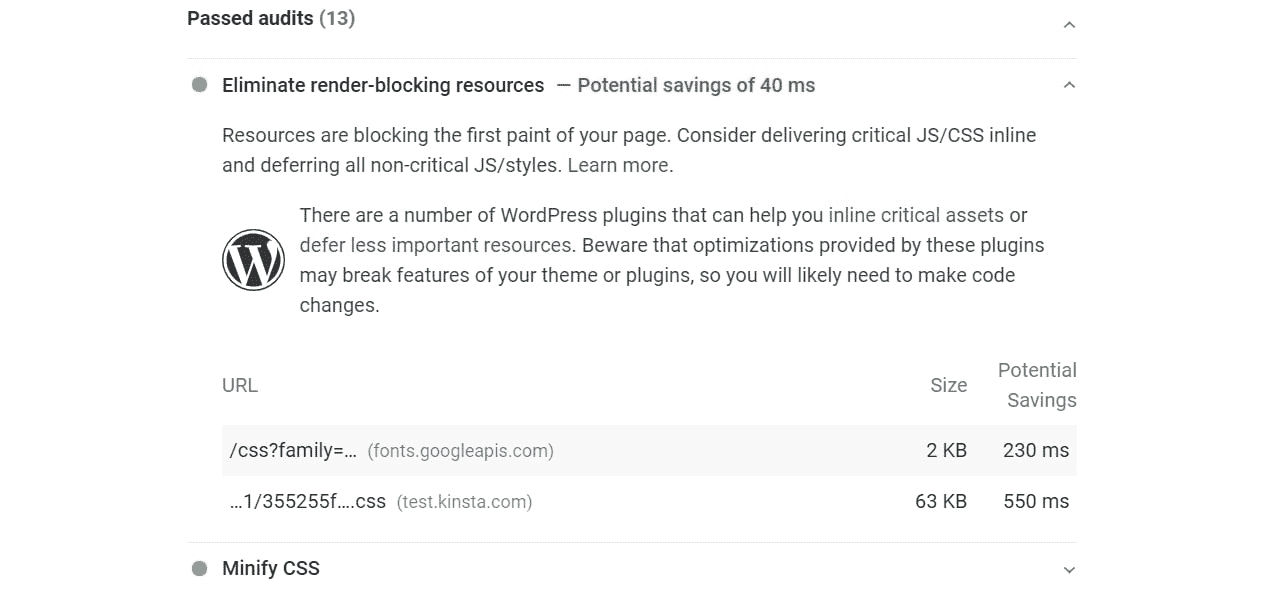 Passed audits (13)
Eliminate render-blocking resources — Potential savings of 40 ms
Resources are blocking the first paint of your page. Consider delivering critical JS/CSS inline
and deferring all non-critical JS/styles. Learn more.
There are a number of WordPress plugins that can help you inline critical assets or
defer less important resources. Beware that optimizations provided by these plugins
may break features of your theme or plugins, so you will likely need to make code
changes.
URL Size Potential
Savings
/css?family=… (fonts.googleapis.com) 2 KB 230 ms
…1/355255f….css (test.kinsta.com) 63 KB 550 ms
Minify CSS